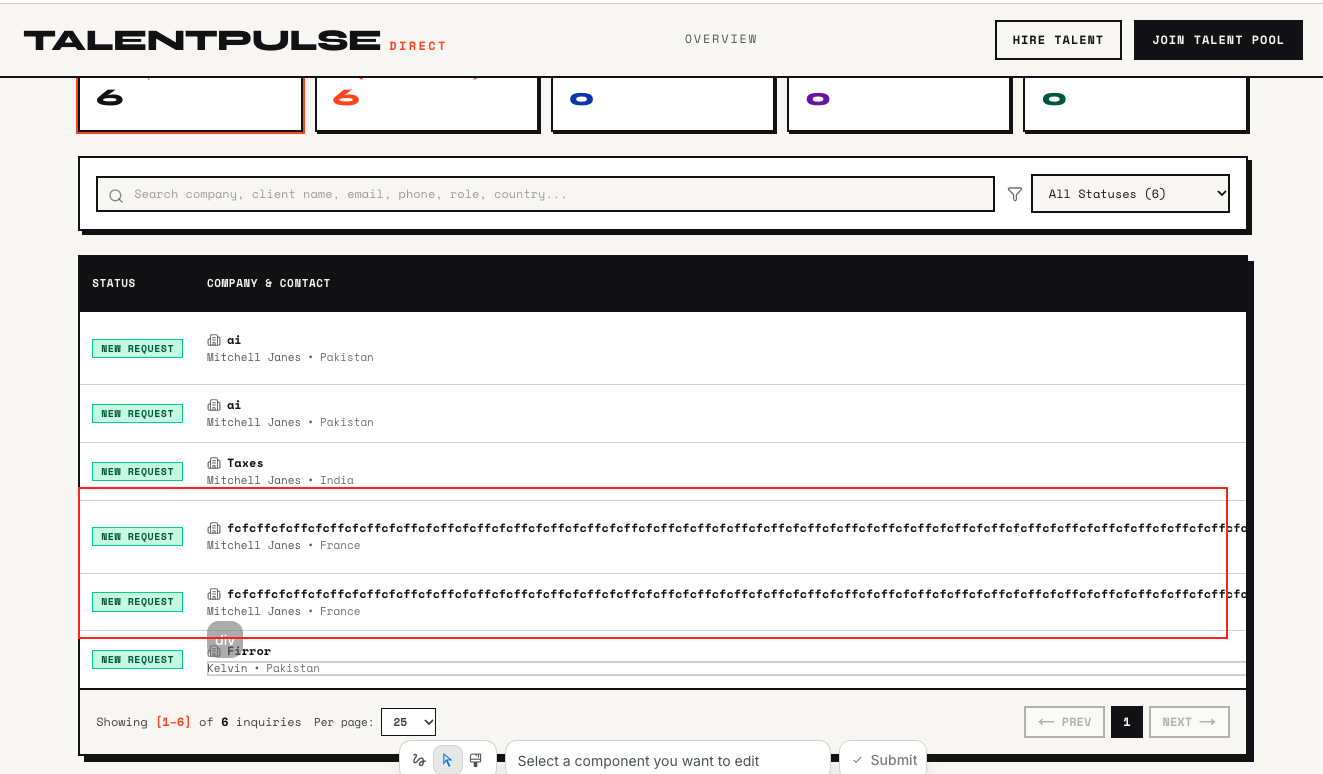 TALENTPULSE DIRECT
OVERVIEW
HIRE TALENT
JOIN TALENT POOL
6
6
0
0
0
Search company, client name, email, phone, role, country...
All Statuses (6)
STATUS
COMPANY & CONTACT
NEW REQUEST
ai
Mitchell Janes • Pakistan
NEW REQUEST
ai
Mitchell Janes • Pakistan
NEW REQUEST
Taxes
Mitchell Janes • India
NEW REQUEST
Mitchell Janes • France
NEW REQUEST
Mitchell Janes • France
div
NEW REQUEST
Firror
Kelvin • Pakistan
Showing [1–6] of 6 inquiries
Per page: 25
← PREV
1
NEXT →
Select a component you want to edit
Submit